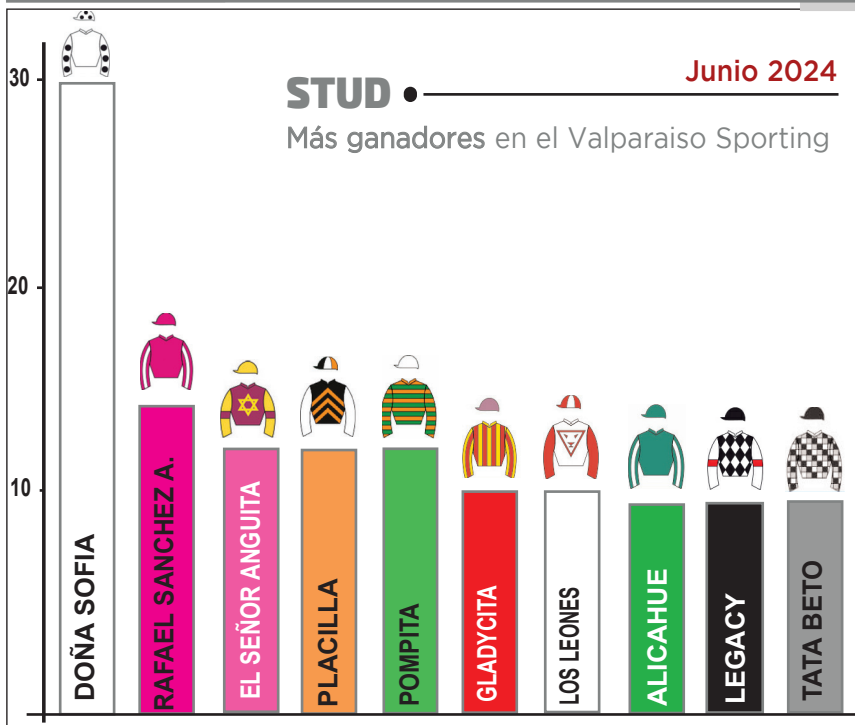 Junio 2024
STUD
Más ganadores en el Valparaiso Sporting
30
20
10
DOÑA SOFIA
RAFAEL SANCHEZ A.
EL SEÑOR ANGUITA
PLACILLA
POMPITA
GLADYCITA
LOS LEONES
ALICAHUE
LEGACY
TATA BETO